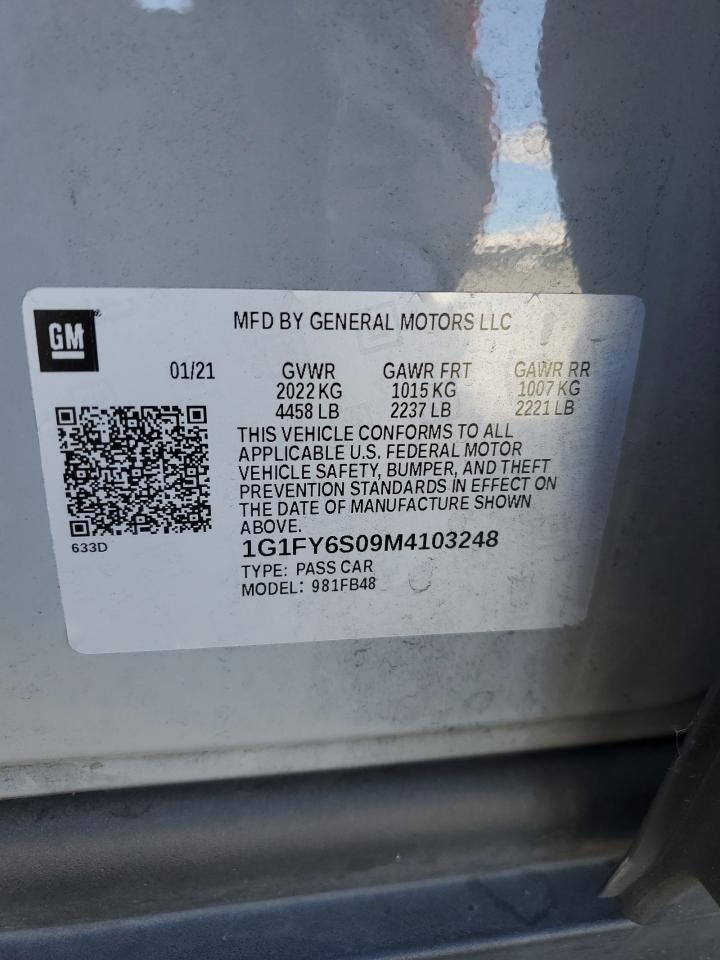 GM
MFD BY GENERAL MOTORS LLC
01/21 GVWR GAWR FRT GAWR RR
2022 KG 1015 KG 1007 KG
4458 LB 2237 LB 2221 LB
THIS VEHICLE CONFORMS TO ALL
APPLICABLE U.S. FEDERAL MOTOR
VEHICLE SAFETY, BUMPER, AND THEFT
PREVENTION STANDARDS IN EFFECT ON
THE DATE OF MANUFACTURE SHOWN
ABOVE.
633D
1G1FY6S09M4103248
TYPE: PASS CAR
MODEL: 981FB48